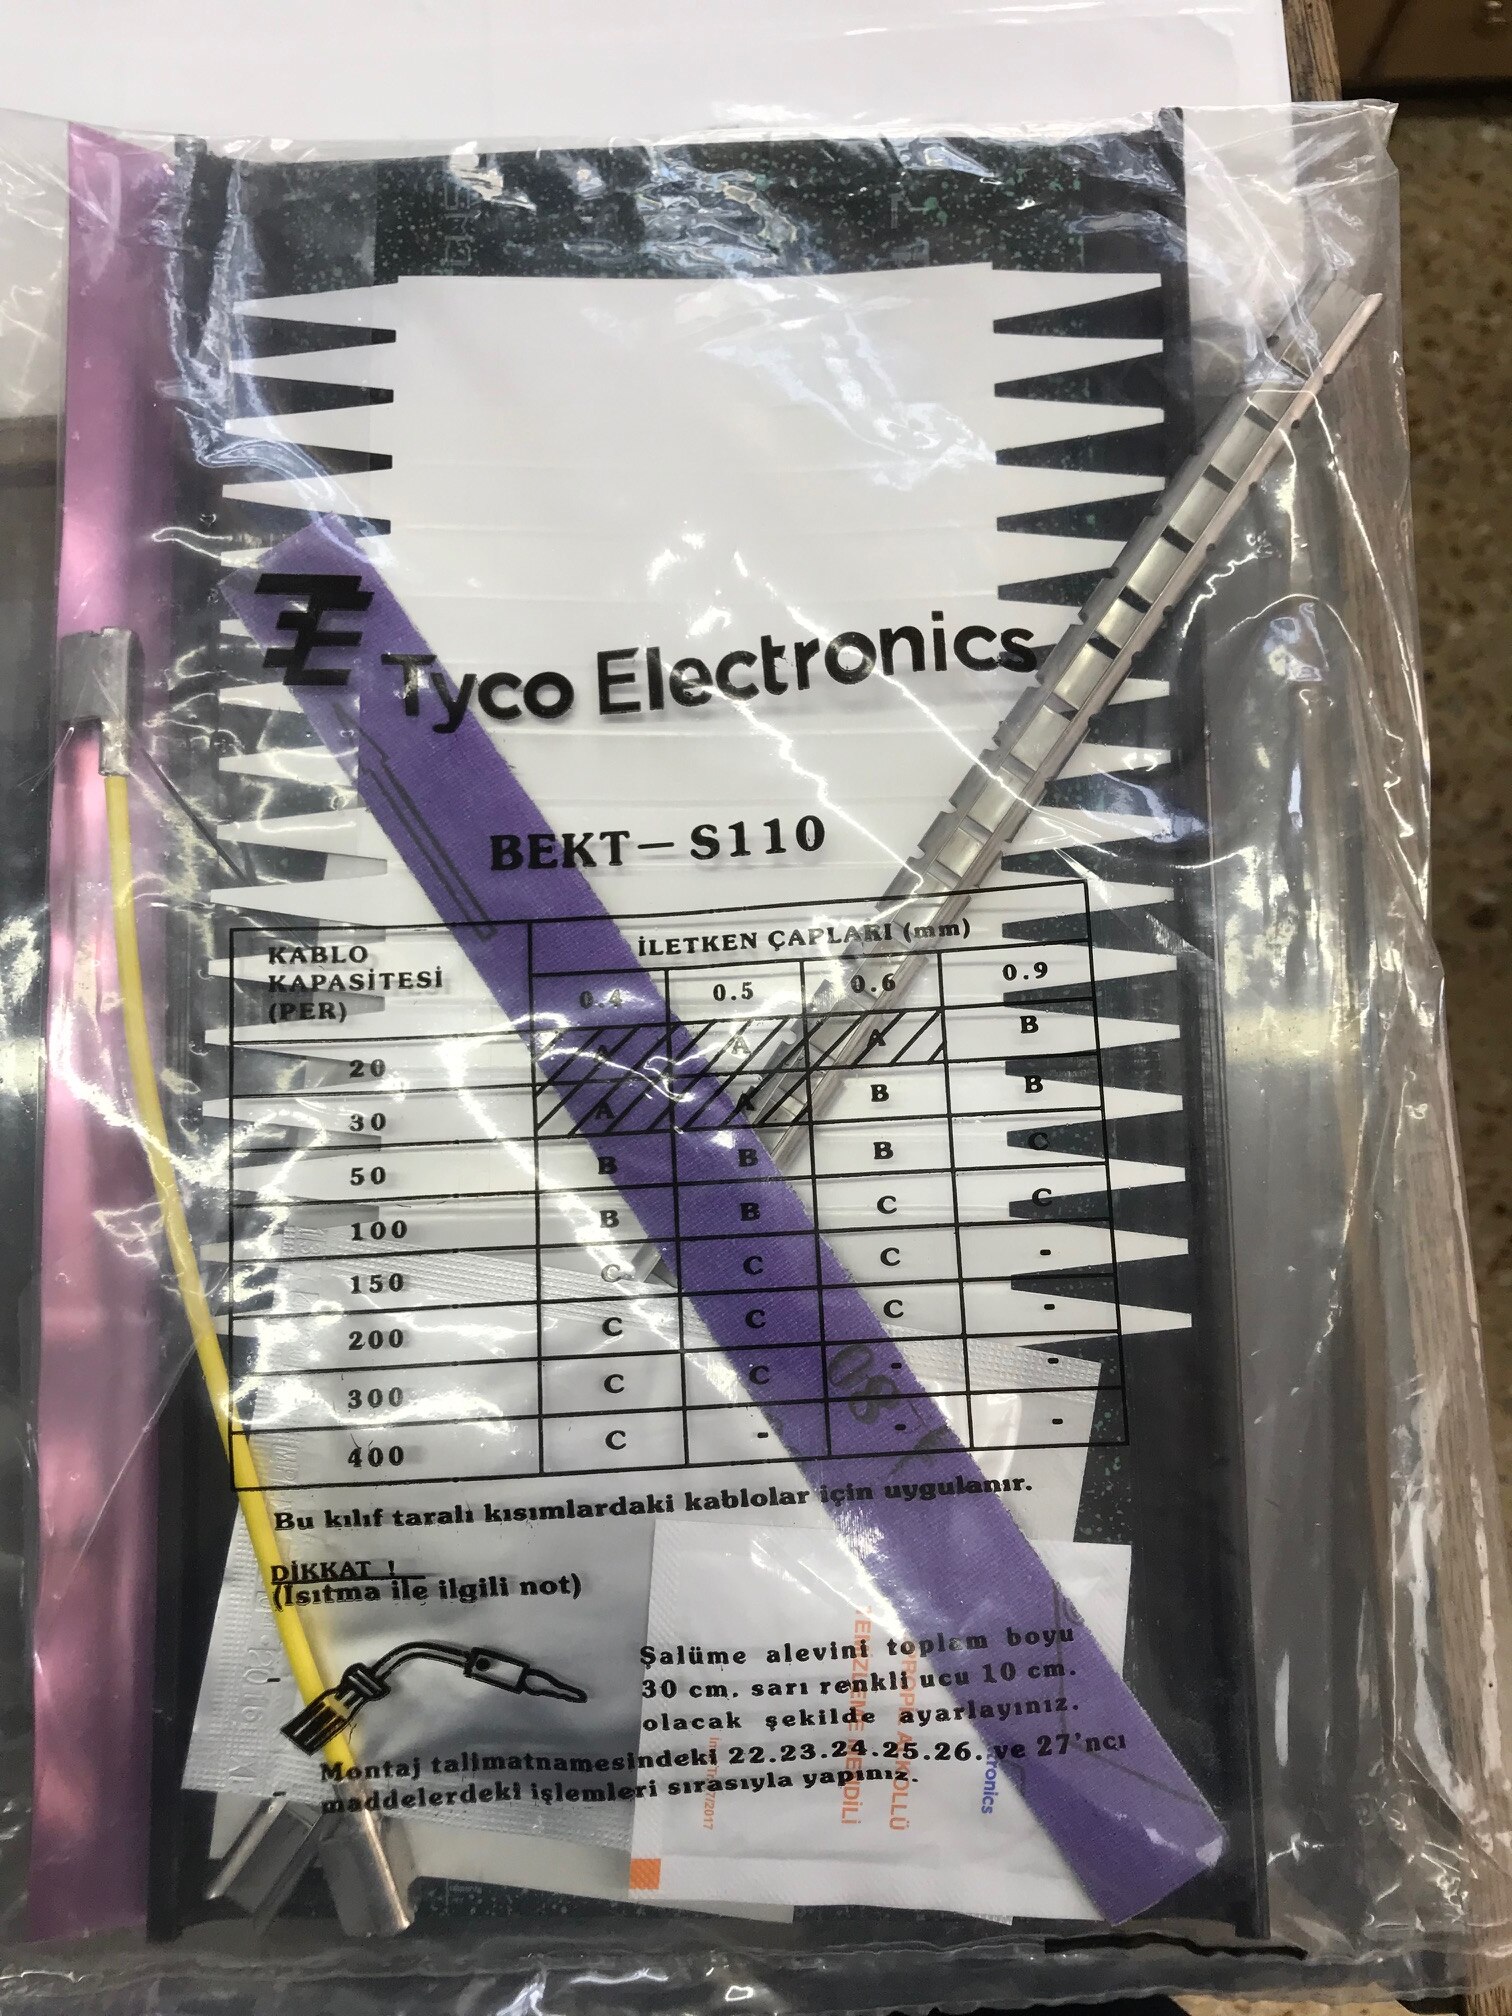 Tyco Electronics
BEKT-S110
KABLO KAPASİTESİ (PER)
İLETKEN ÇAPLARI (mm)
0.4 0.5 0.6 0.9
20 A A A B
30 A A B B
50 B B B C
100 B B C C
150 C C C -
200 C C C -
300 C C - -
400 C - - -
Bu kılıf taralı kısımlardaki kablolar için uygulanır.
DİKKAT !
(Isıtma ile ilgili not)
- Şalüme alevini toplam boyu
30 cm. sarı renkli ucu 10 cm.
olacak şekilde ayarlayınız.
- Montaj talimatnamesindeki 22.23.24.25.26. ve 27'ncı
maddelerdeki işlemleri sırasıyla yapınız.